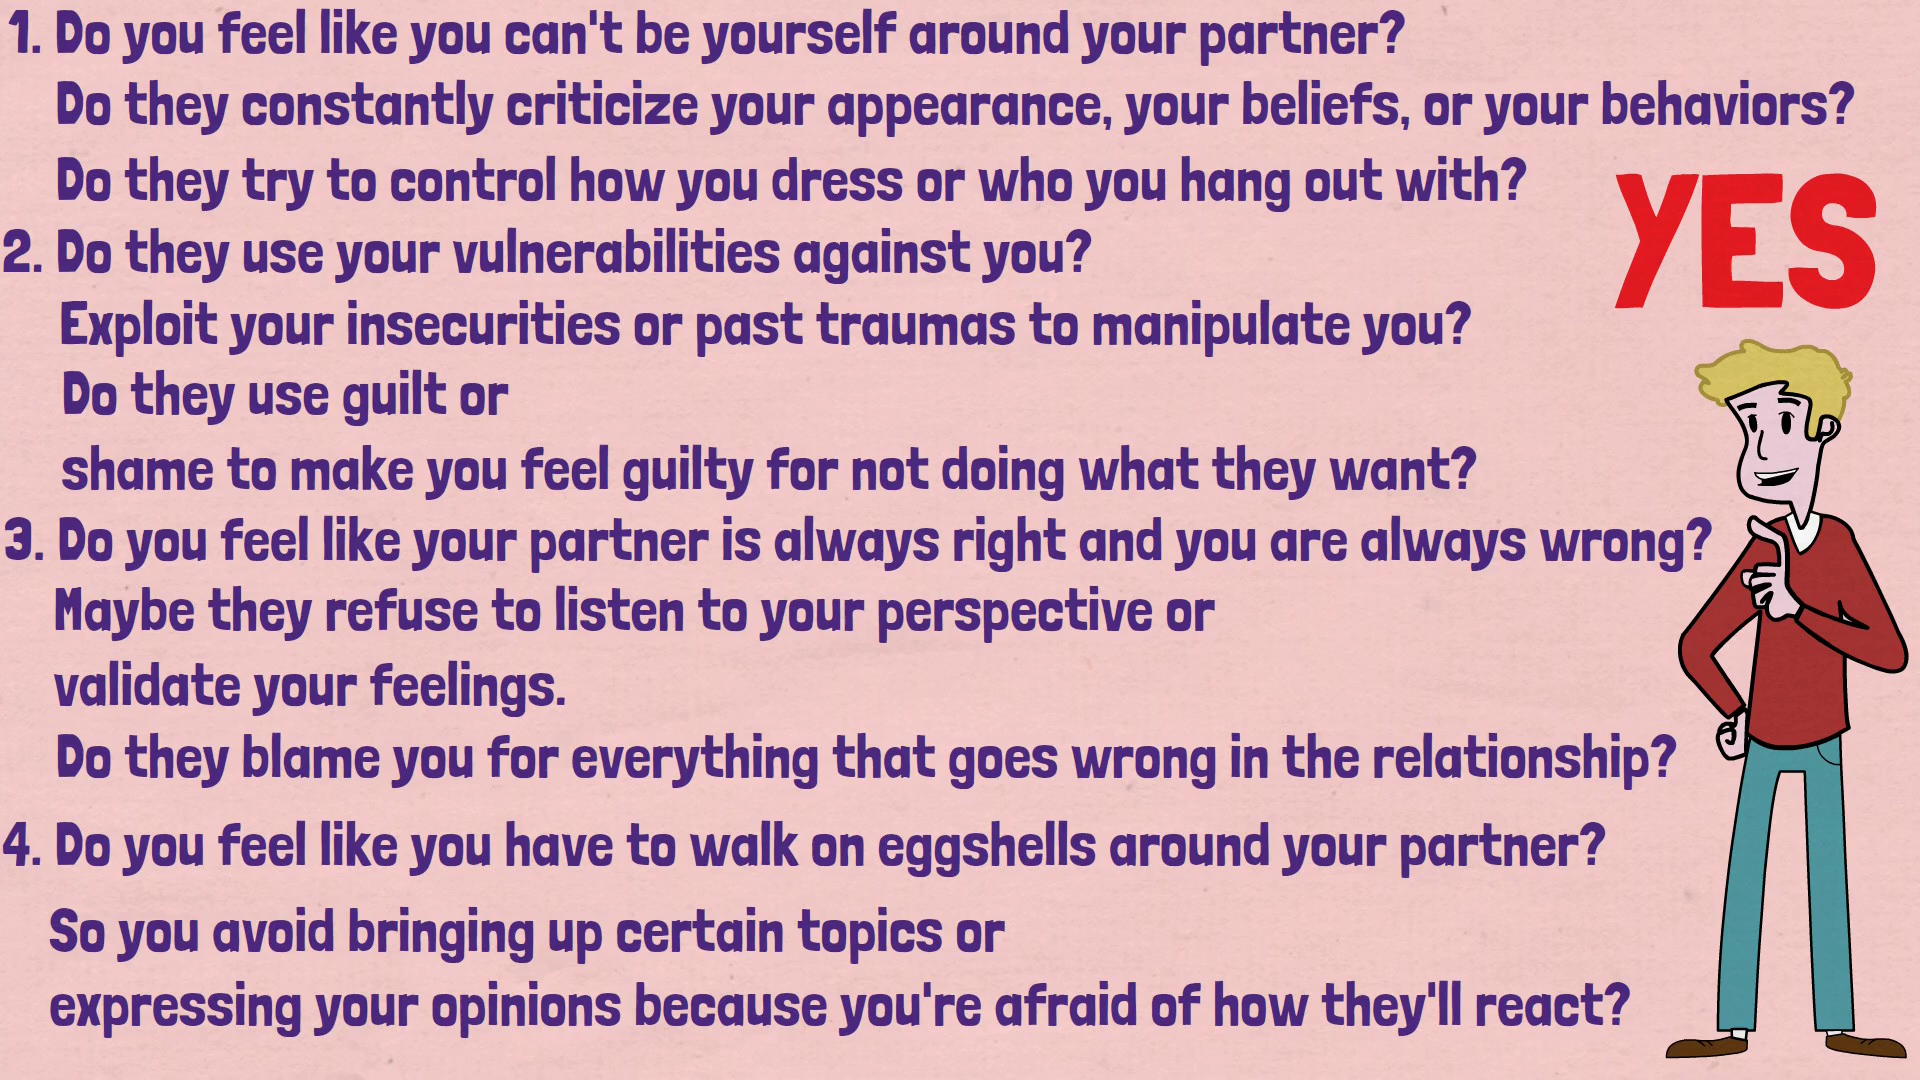 1. Do you feel like you can't be yourself around your partner?
Do they constantly criticize your appearance, your beliefs, or your behaviors?
Do they try to control how you dress or who you hang out with?
YES
2. Do they use your vulnerabilities against you?
Exploit your insecurities or past traumas to manipulate you?
Do they use guilt or
shame to make you feel guilty for not doing what they want?
3. Do you feel like your partner is always right and you are always wrong?
Maybe they refuse to listen to your perspective or
validate your feelings.
Do they blame you for everything that goes wrong in the relationship?
4. Do you feel like you have to walk on eggshells around your partner?
So you avoid bringing up certain topics or
expressing your opinions because you're afraid of how they'll react?